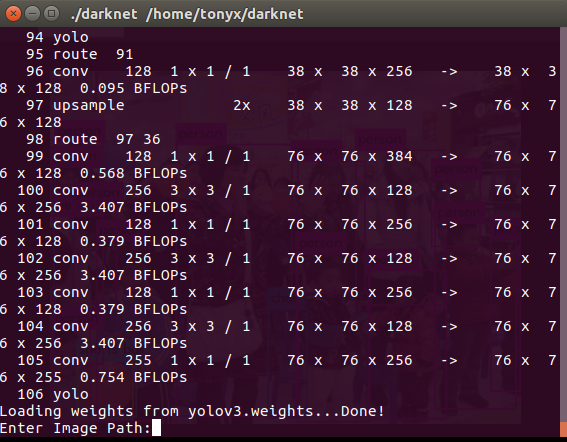 ./darknet /home/tonyx/darknet
94 yolo
95 route 91
96 conv 128 1 x 1 / 1 38 x 38 x 256 -> 38 x 3
8 x 128 0.095 BFLOPs
97 upsample 2x 38 x 38 x 128 -> 76 x 7
6 x 128
98 route 97 36
99 conv 128 1 x 1 / 1 76 x 76 x 384 -> 76 x 7
6 x 128 0.568 BFLOPs
100 conv 256 3 x 3 / 1 76 x 76 x 128 -> 76 x 7
6 x 256 3.407 BFLOPs
101 conv 128 1 x 1 / 1 76 x 76 x 256 -> 76 x 7
6 x 128 0.379 BFLOPs
102 conv 256 3 x 3 / 1 76 x 76 x 128 -> 76 x 7
6 x 256 3.407 BFLOPs
103 conv 128 1 x 1 / 1 76 x 76 x 256 -> 76 x 7
6 x 128 0.379 BFLOPs
104 conv 256 3 x 3 / 1 76 x 76 x 128 -> 76 x 7
6 x 256 3.407 BFLOPs
105 conv 255 1 x 1 / 1 76 x 76 x 256 -> 76 x 7
6 x 255 0.754 BFLOPs
106 yolo
Loading weights from yolov3.weights...Done!
Enter Image Path: